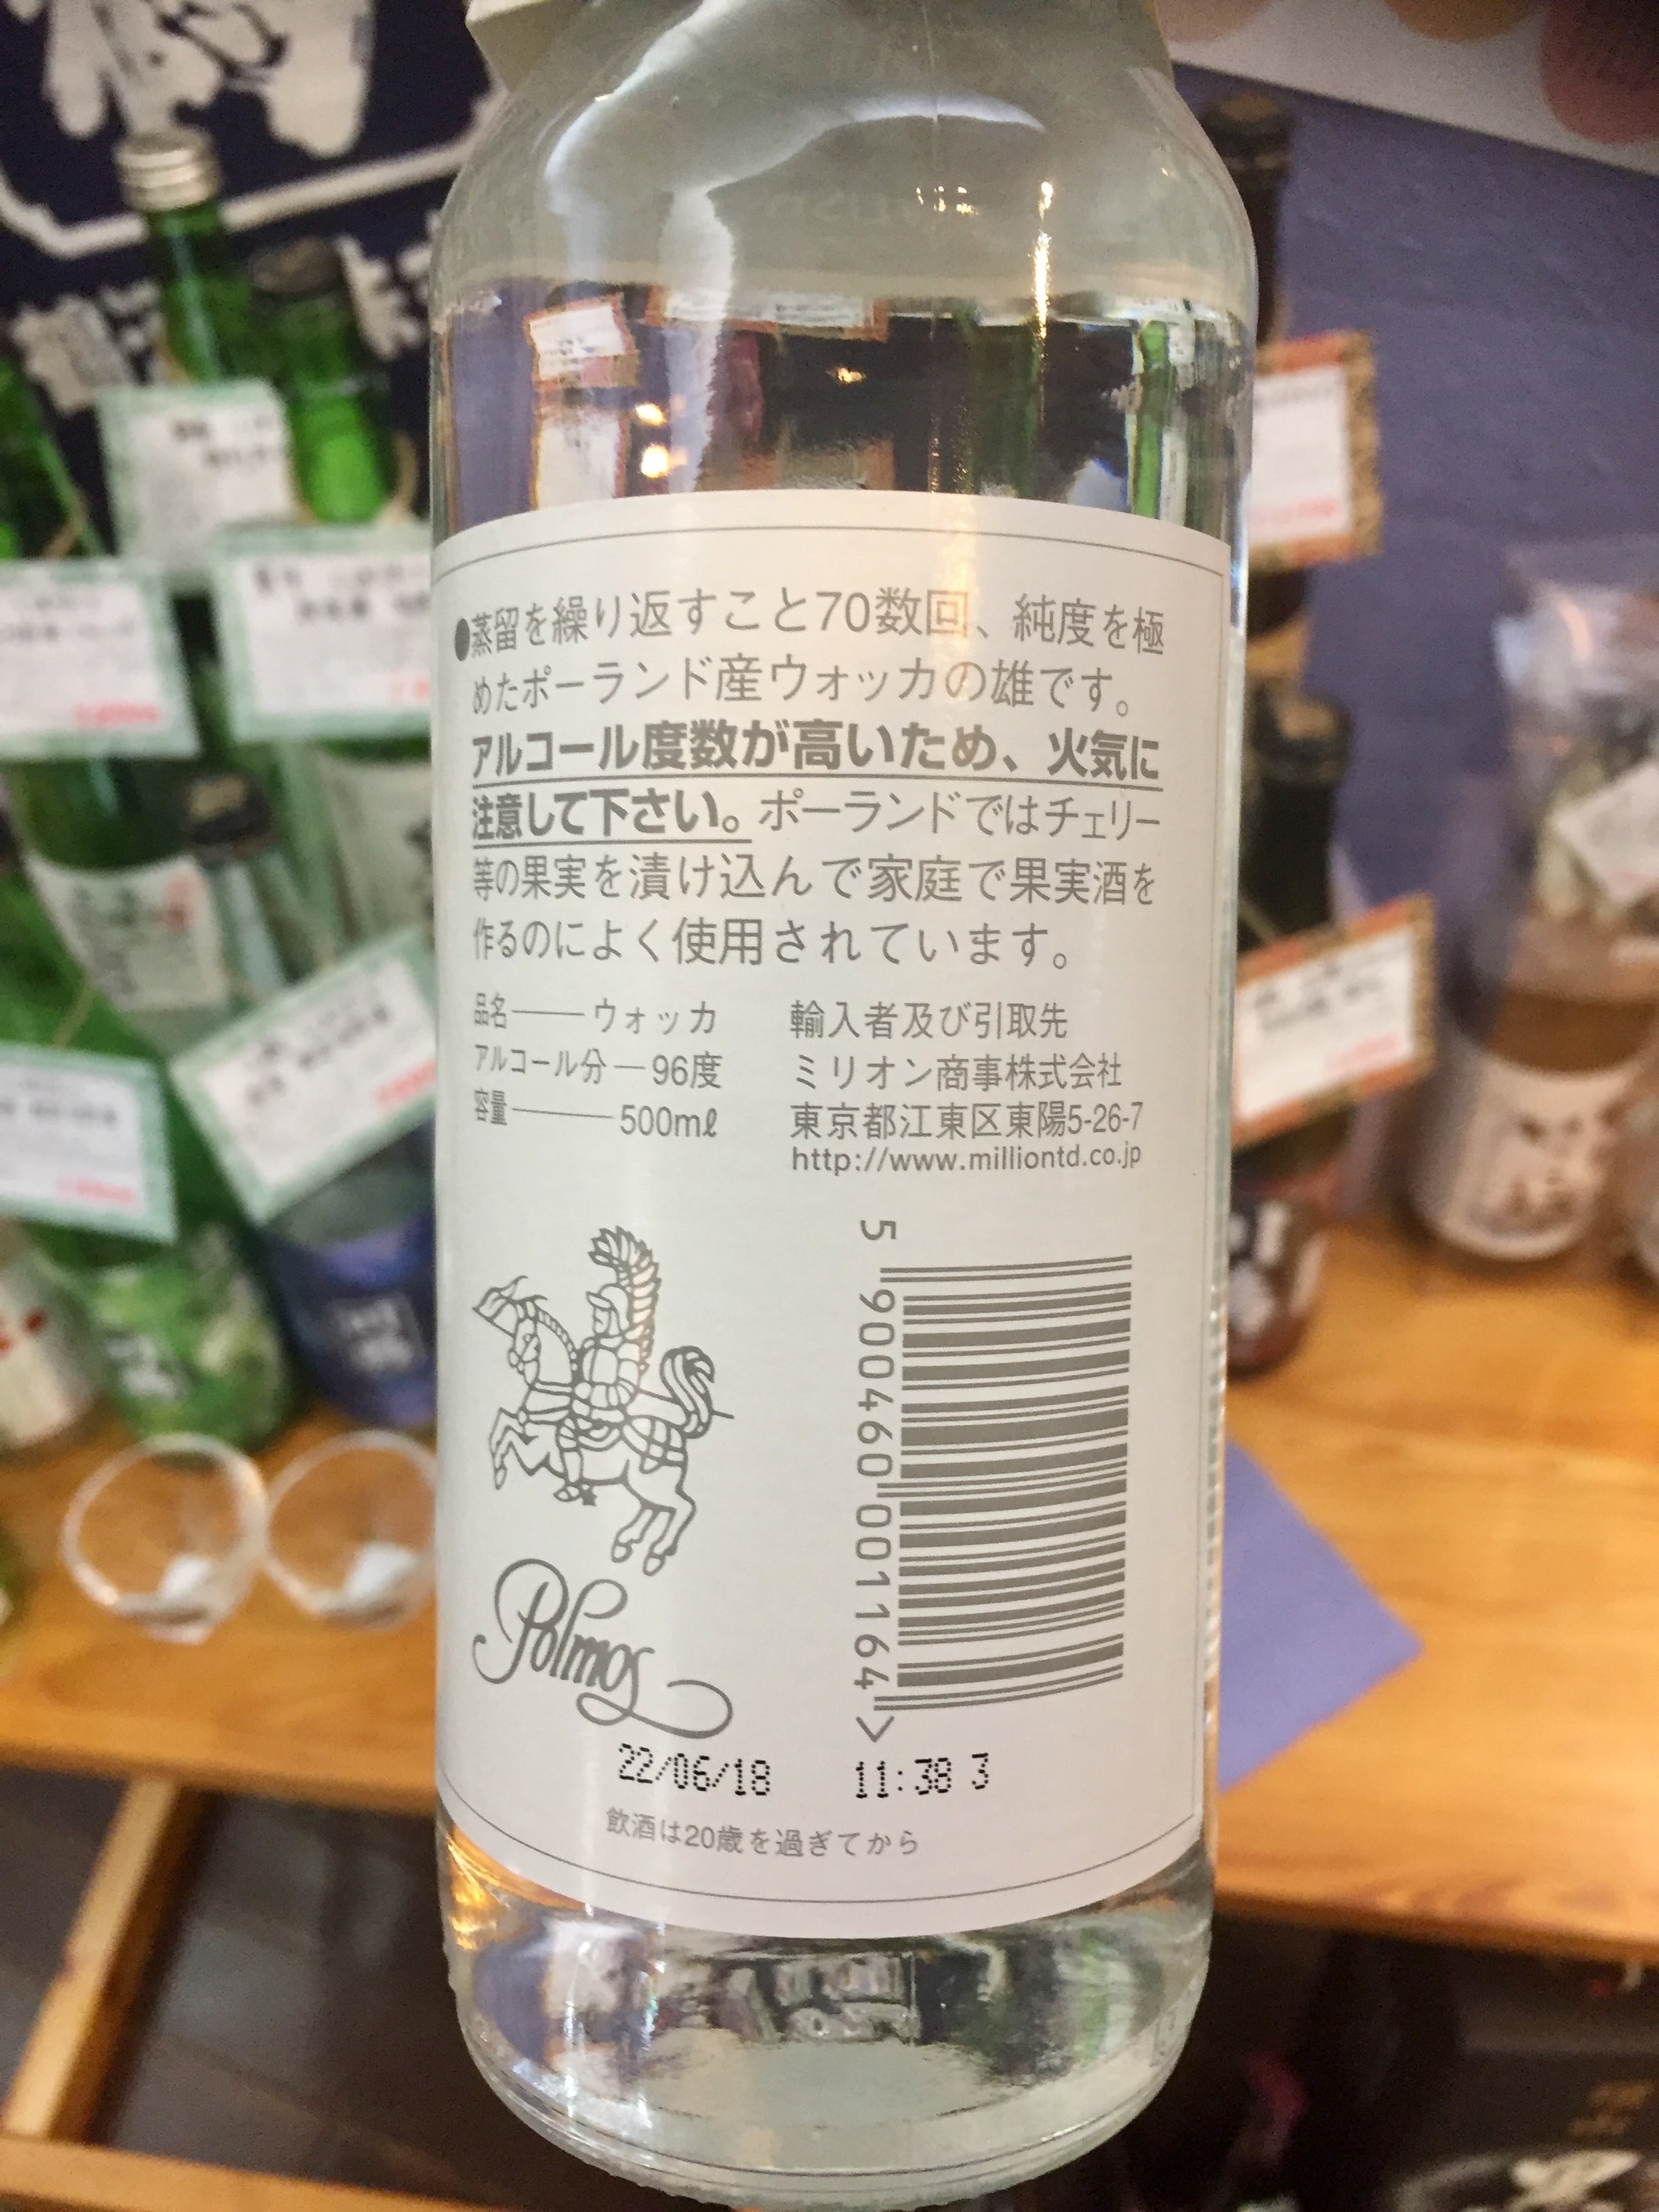 ●蒸留を繰り返すこと70数回、純度を極
めたポーランド産ウォッカの雄です。
アルコール度数が高いため、火気に
注意して下さい。ポーランドではチェリー
等の果実を漬け込んで家庭で果実酒を
作るのによく使用されています。
品名――ウォッカ
アルコール分―96度
容量―――500mℓ
輸入者及び引取先
ミリオン商事株式会社
東京都江東区東陽5-26-7
http://www.milliontd.co.jp
5 900460 001164 >
Polmos
22/06/18 11:38 3
飲酒は20歳を過ぎてから